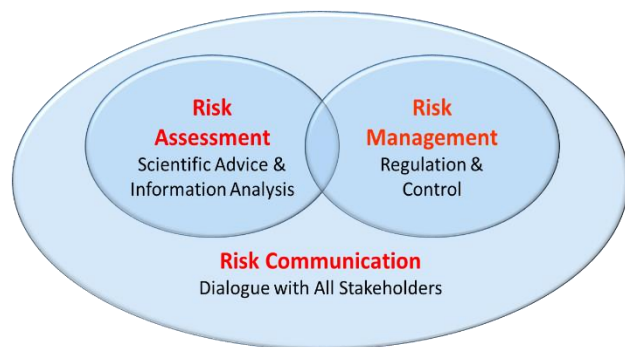 Risk
Assessment
Scientific Advice &
Information Analysis
Risk
Management
Regulation &
Control
Risk Communication
Dialogue with All Stakeholders